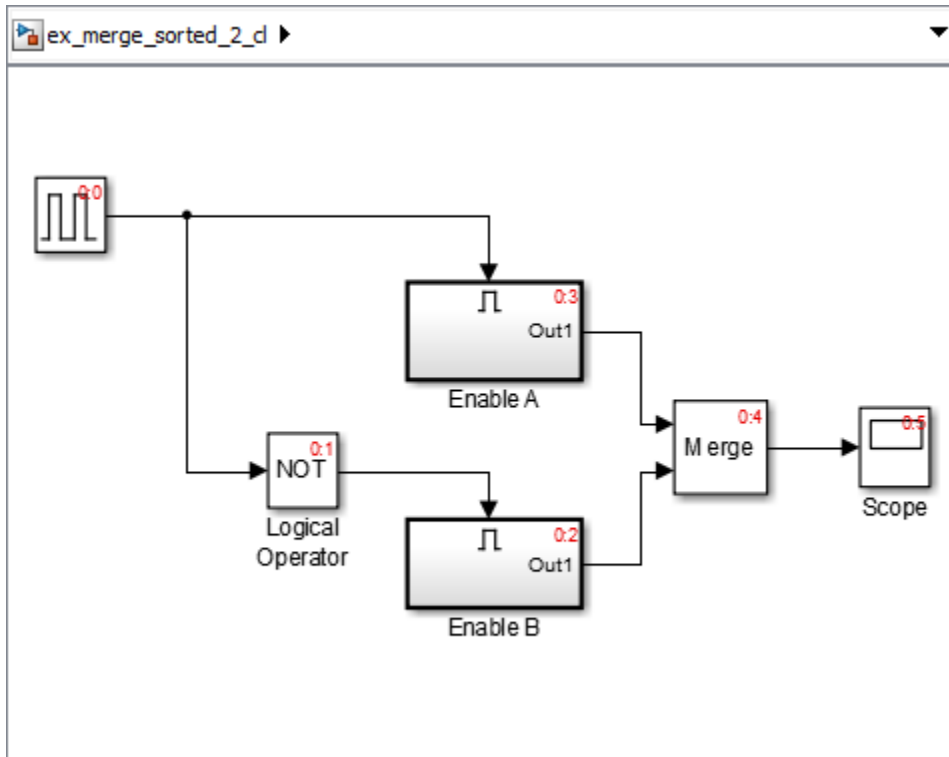 ex_merge_sorted_2_cl
0:0
0:3
Out1
Enable A
0:4
Merge
0:5
Scope
0:1
NOT
Logical
Operator
0:2
Out1
Enable B